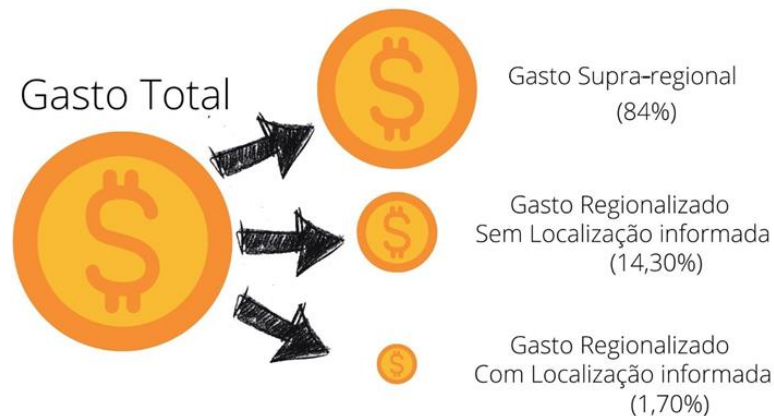 Gasto Total
Gasto Supra-regional
(84%)
Gasto Regionalizado
Sem Localização informada
(14,30%)
Gasto Regionalizado
Com Localização informada
(1,70%)